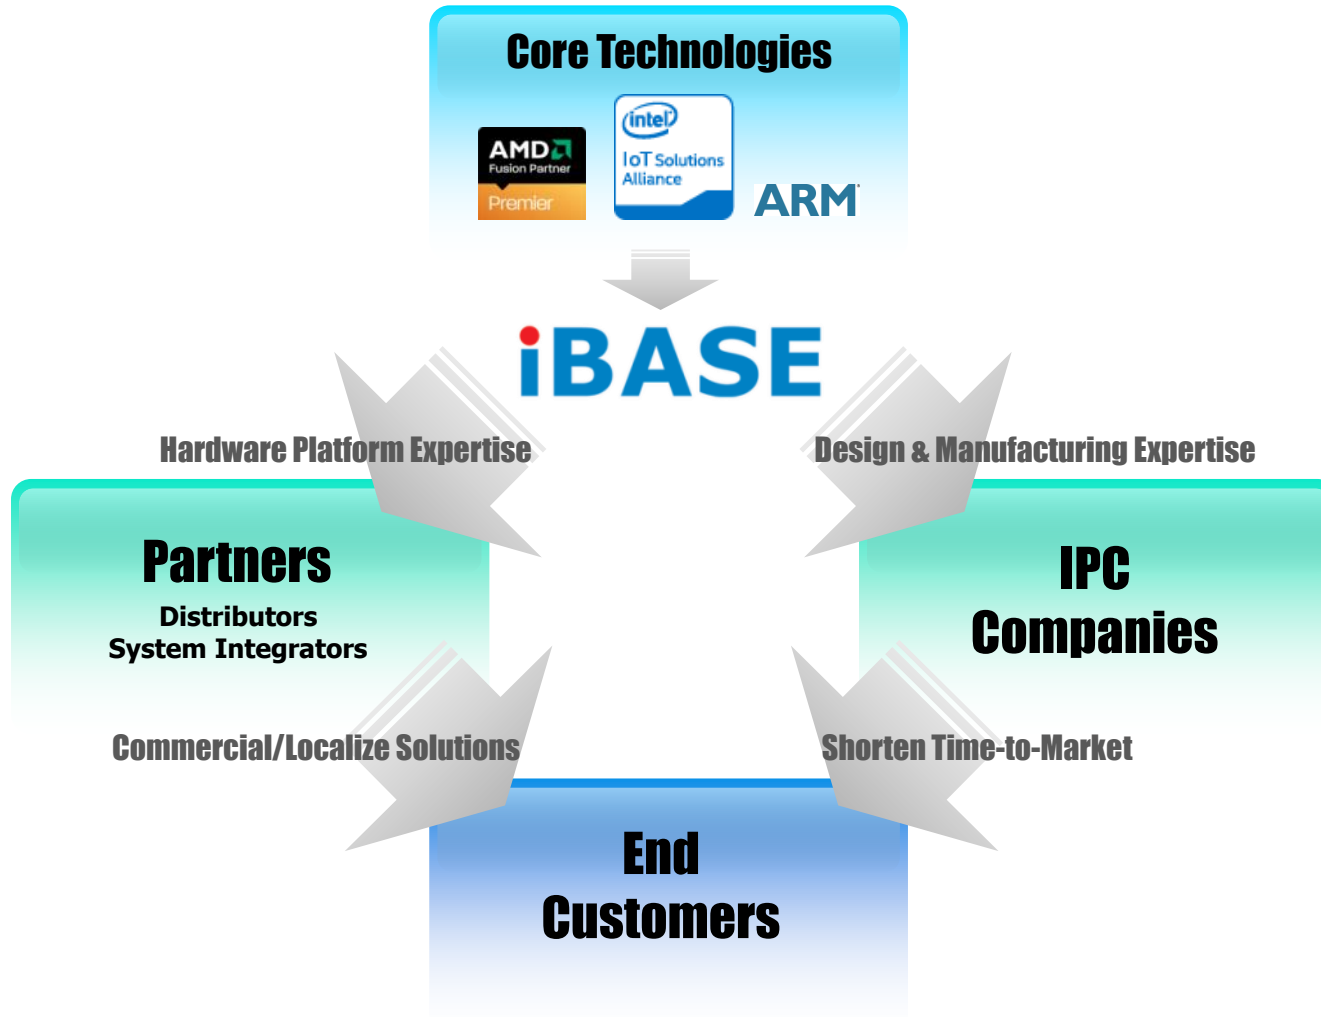 Core Technologies
AMD
Fusion Partner
Premier
intel
IoT Solutions
Alliance
ARM
iBASE
Hardware Platform Expertise
Design & Manufacturing Expertise
Partners
Distributors
System Integrators
IPC
Companies
Commercial/Localize Solutions
Shorten Time-to-Market
End
Customers